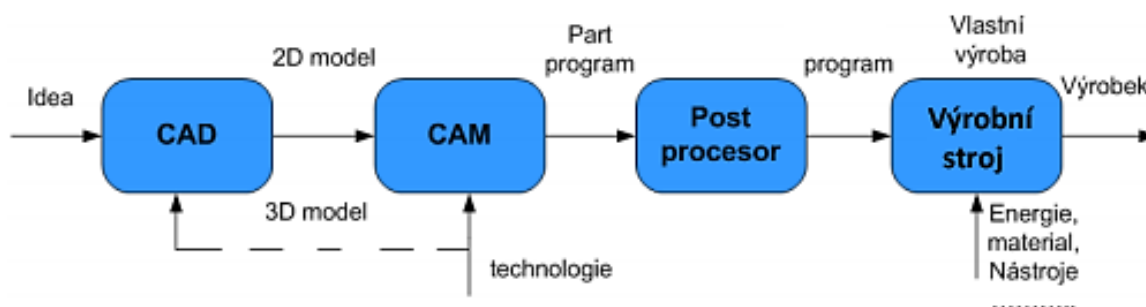 Idea
CAD
2D model
3D model
CAM
technologie
Part
program
Post
procesor
program
Vlastní
výroba
Výrobní
stroj
Výrobek
Energie,
material,
Nástroje